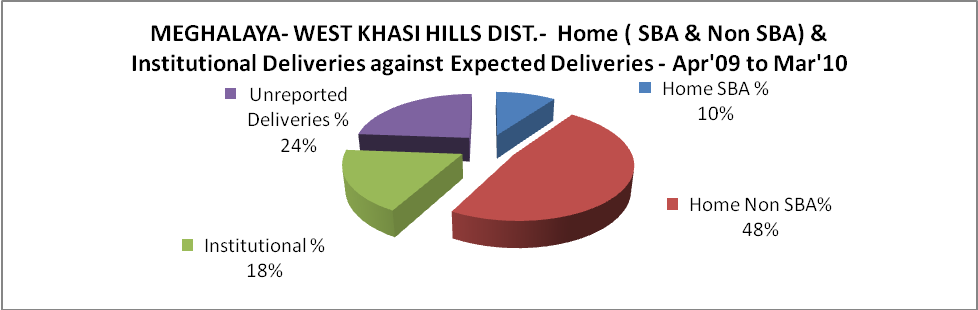 MEGHALAYA- WEST KHASI HILLS DIST.- Home ( SBA & Non SBA) &
Institutional Deliveries against Expected Deliveries - Apr'09 to Mar'10
Unreported
Deliveries %
24%
Home SBA %
10%
Home Non SBA%
48%
Institutional %
18%